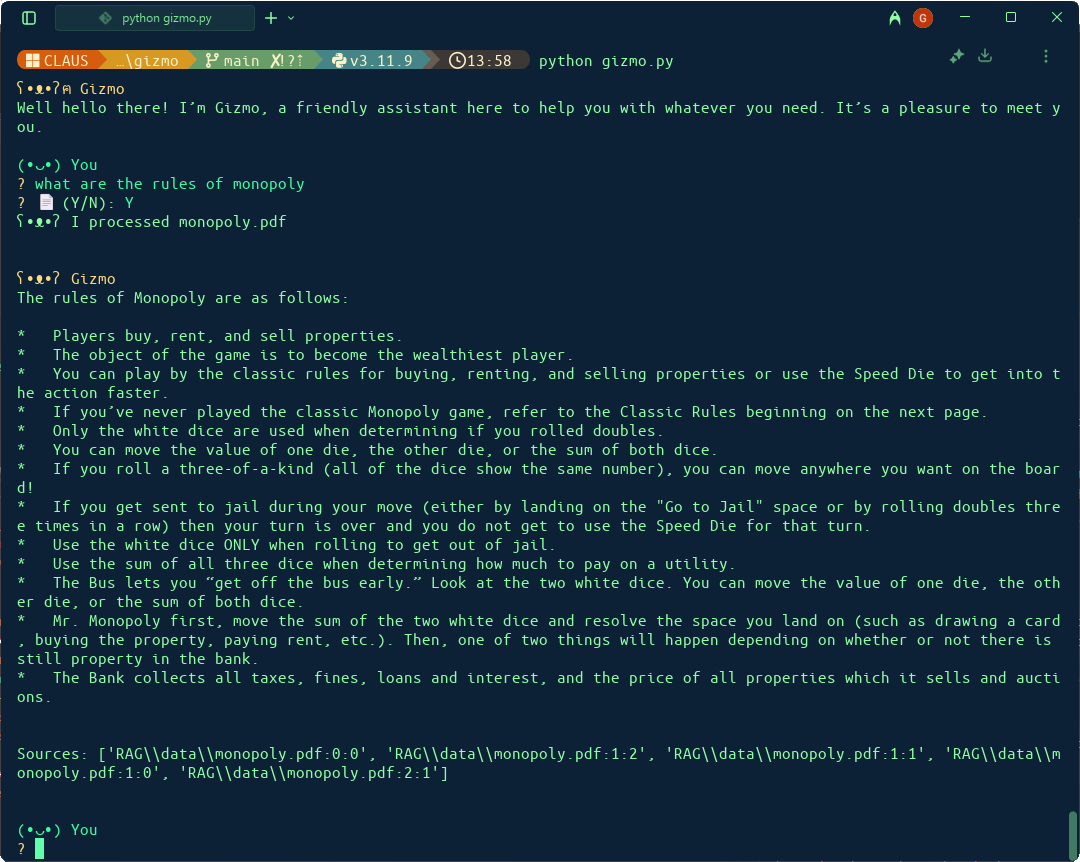 python gizmo.py
G
CLAUS …\gizmo main X!?⇡ v3.11.9 13:58 python gizmo.py
ʕ•ᴥ•ʔฅ Gizmo
Well hello there! I’m Gizmo, a friendly assistant here to help you with whatever you need. It’s a pleasure to meet y
ou.
(•ᴗ•) You
? what are the rules of monopoly
? 📄 (Y/N): Y
ʕ•ᴥ•ʔ I processed monopoly.pdf
ʕ•ᴥ•ʔ Gizmo
The rules of Monopoly are as follows:
*   Players buy, rent, and sell properties.
*   The object of the game is to become the wealthiest player.
*   You can play by the classic rules for buying, renting, and selling properties or use the Speed Die to get into t
he action faster.
*   If you’ve never played the classic Monopoly game, refer to the Classic Rules beginning on the next page.
*   Only the white dice are used when determining if you rolled doubles.
*   You can move the value of one die, the other die, or the sum of both dice.
*   If you roll a three-of-a-kind (all of the dice show the same number), you can move anywhere you want on the boar
d!
*   If you get sent to jail during your move (either by landing on the "Go to Jail" space or by rolling doubles thre
e times in a row) then your turn is over and you do not get to use the Speed Die for that turn.
*   Use the white dice ONLY when rolling to get out of jail.
*   Use the sum of all three dice when determining how much to pay on a utility.
*   The Bus lets you “get off the bus early.” Look at the two white dice. You can move the value of one die, the oth
er die, or the sum of both dice.
*   Mr. Monopoly first, move the sum of the two white dice and resolve the space you land on (such as drawing a card
, buying the property, paying rent, etc.). Then, one of two things will happen depending on whether or not there is
still property in the bank.
*   The Bank collects all taxes, fines, loans and interest, and the price of all properties which it sells and aucti
ons.
Sources: ['RAG\\data\\monopoly.pdf:0:0', 'RAG\\data\\monopoly.pdf:1:2', 'RAG\\data\\monopoly.pdf:1:1', 'RAG\\data\\m
onopoly.pdf:1:0', 'RAG\\data\\monopoly.pdf:2:1']
(•ᴗ•) You
?